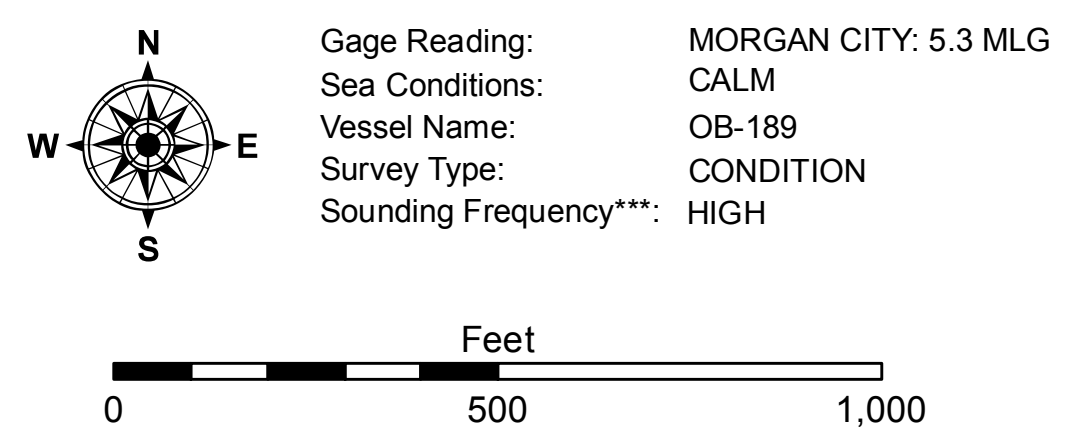 N
W E
S
Gage Reading: MORGAN CITY: 5.3 MLG
Sea Conditions: CALM
Vessel Name: OB-189
Survey Type: CONDITION
Sounding Frequency***: HIGH
Feet
0 500 1,000